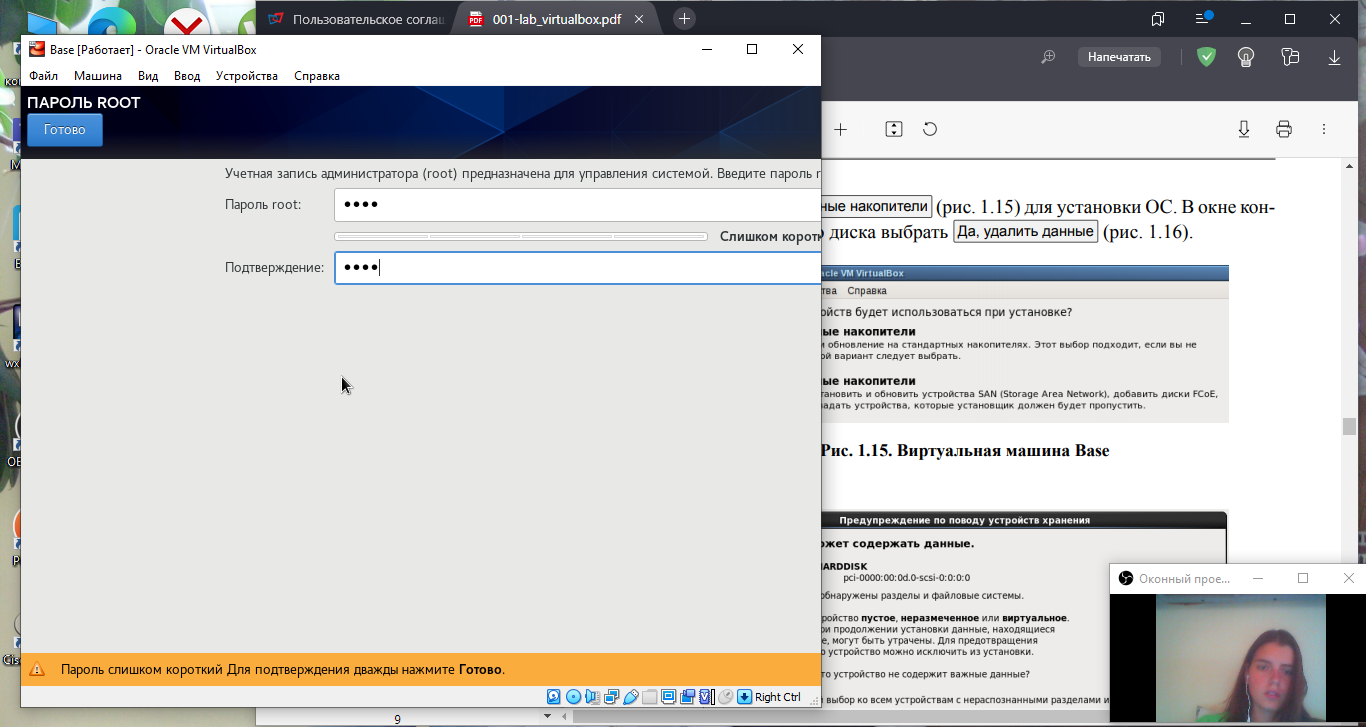 Пользовательское соглаш
001-lab_virtualbox.pdf
Base [Работает] - Oracle VM VirtualBox
Файл Машина Вид Ввод Устройства Справка
Напечатать
ПАРОЛЬ ROOT
Готово
Учетная запись администратора (root) предназначена для управления системой. Введите пароль r
Пароль root:
Слишком коротк
Подтверждение:
Пароль слишком короткий Для подтверждения дважды нажмите Готово.
Right Ctrl
ные накопители (рис. 1.15) для установки ОС. В окне кон-
диска выбрать Да, удалить данные (рис. 1.16).
acle VM VirtualBox
тва Справка
ойств будет использоваться при установке?
ные накопители
и обновление на стандартных накопителях. Этот выбор подходит, если вы не
ой вариант следует выбрать.
ные накопители
тановить и обновить устройства SAN (Storage Area Network), добавить диски FCoE,
ладать устройства, которые установщик должен будет пропустить.
Рис. 1.15. Виртуальная машина Base
Предупреждение по поводу устройств хранения
ожет содержать данные.
HARDDISK
pci-0000:00:0d.0-scsi-0:0:0:0
обнаружены разделы и файловые системы.
ройство пустое, неразмеченное или виртуальное.
ри продолжении установки данные, находящиеся
е, могут быть утрачены. Для предотвращения
о устройство можно исключить из установки.
то устройство не содержит важные данные?
й выбор ко всем устройствам с нераспознанными разделами и
Оконный прое...
9